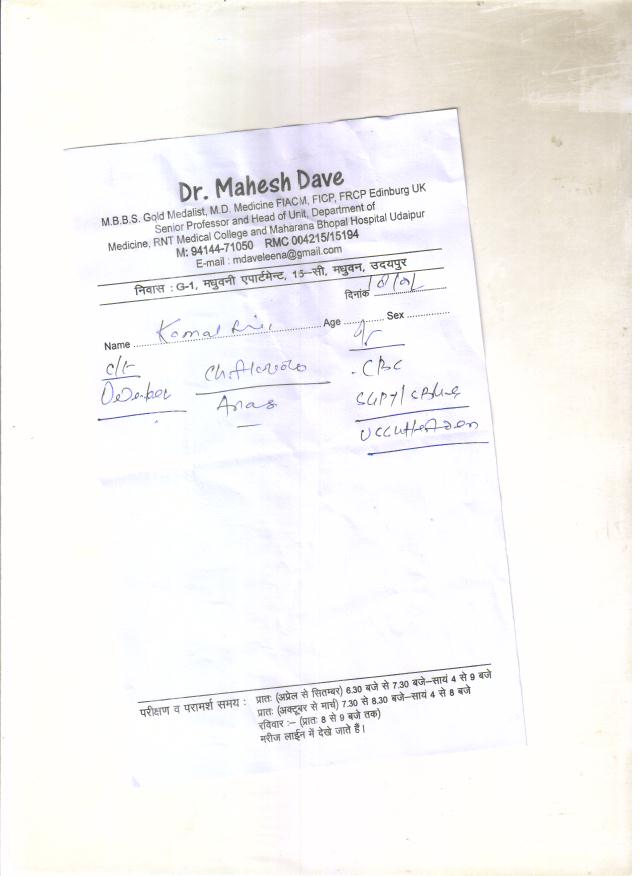 Dr. Mahesh Dave
M.B.B.S. Gold Medalist, M.D. Medicine FIACM, FICP, FRCP Edinburg UK
Senior Professor and Head of Unit, Department of
Medicine, RNT Medical College and Maharana Bhopal Hospital Udaipur
M: 94144-71050 RMC 004215/15194
E-mail : mdaveleena@gmail.com
निवास : G-1, मधुवनी एपार्टमेन्ट, 15-सी, मधुवन, उदयपुर
दिनांक
Name Komal Age Sex
CBC
परीक्षण व परामर्श समय : प्रातः (अप्रेल से सितम्बर) 6.30 बजे से 7.30 बजे-सायं 4 से 9 बजे
प्रातः (अक्टूबर से मार्च) 7.30 से 8.30 बजे-सायं 4 से 8 बजे
रविवार :- (प्रातः 8 से 9 बजे तक)
मरीज लाईन में देखे जाते हैं।